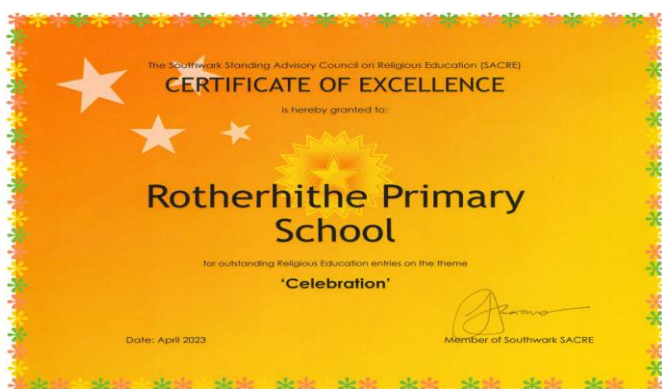 The Southwark Standing Advisory Council on Religious Education (SACRE)
CERTIFICATE OF EXCELLENCE
is hereby granted to:
Rotherhithe Primary
School
for outstanding Religious Education entries on the theme
'Celebration'
Date: April 2023
Member of Southwark SACRE